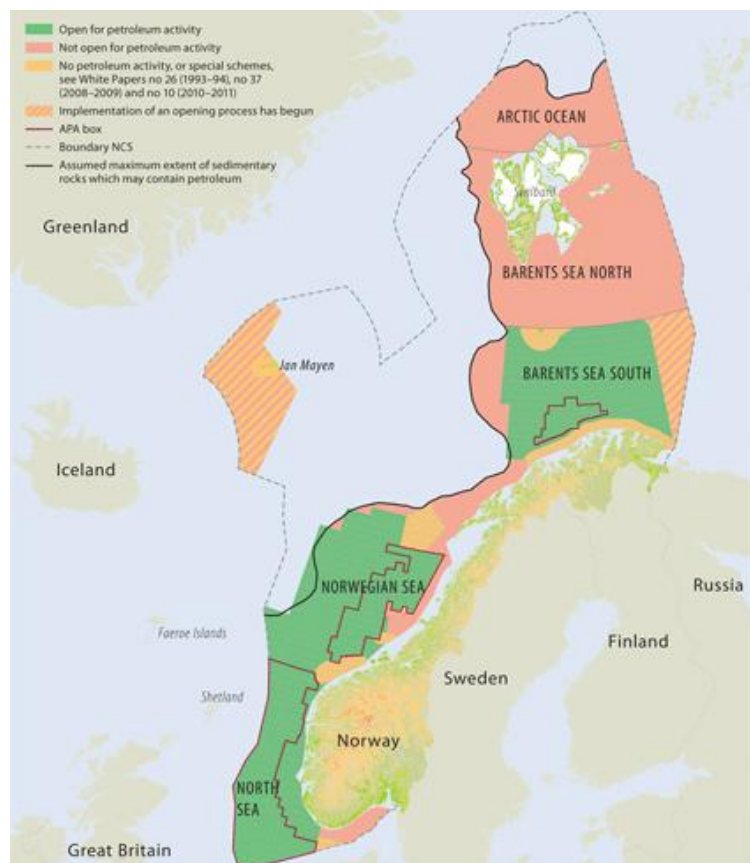 Open for petroleum activity
Not open for petroleum activity
No petroleum activity, or special schemes,
see White Papers no 26 (1993–94), no 37
(2008–2009) and no 10 (2010–2011)
Implementation of an opening process has begun
APA box
Boundary NCS
Assumed maximum extent of sedimentary
rocks which may contain petroleum
ARCTIC OCEAN
Svalbard
Greenland
BARENTS SEA NORTH
Jan Mayen
BARENTS SEA SOUTH
Iceland
NORWEGIAN SEA
Russia
Faeroe Islands
Finland
Sweden
Shetland
Norway
NORTH
SEA
Great Britain